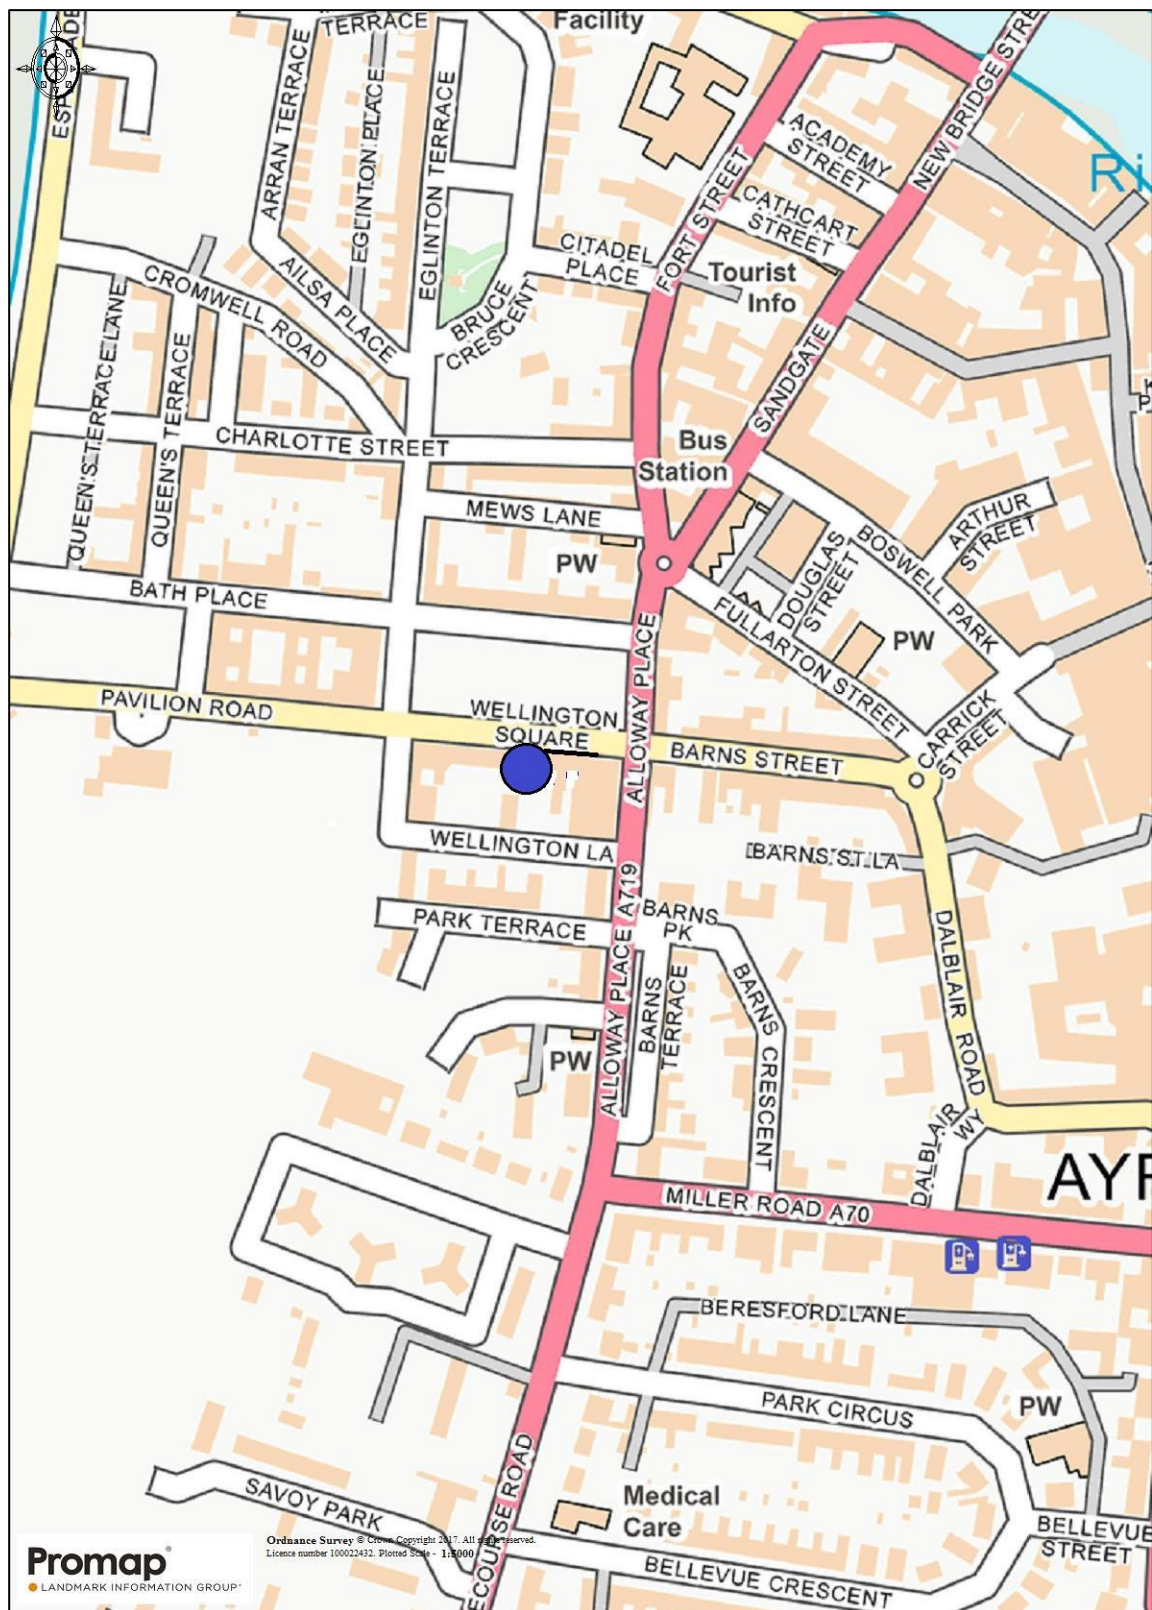 TERRACE
Facility
ARRAN TERRACE
EGLINTON PLACE
EGLINTON TERRACE
NEW BRIDGE STRE
ACADEMY
STREET
FORT STREET
CATHCART
STREET
Ri
CITADEL
PLACE
Tourist
Info
CROMWELL ROAD
AILSA PLACE
BRUCE
CRESCENT
QUEEN'S TERRACE LANE
QUEEN'S TERRACE
SANDGATE
CHARLOTTE STREET
Bus
Station
MEWS LANE
PW
ARTHUR
STREET
BOSWELL PARK
DOUGLAS
STREET
BATH PLACE
FULLARTON STREET
PW
ALLOWAY PLACE
PAVILION ROAD
WELLINGTON
SQUARE
BARNS STREET
CARRICK
STREET
WELLINGTON LA
BARNS ST LA
PARK TERRACE
BARNS
PK
ALLOWAY PLACE A719
BARNS
TERRACE
BARNS CRESCENT
DALBLAIR ROAD
PW
DALBLAIR
WY
AYR
MILLER ROAD A70
BERESFORD LANE
PARK CIRCUS
PW
SAVOY PARK
ECOURSE ROAD
Medical
Care
BELLEVUE
STREET
BELLEVUE CRESCENT
Promap
LANDMARK INFORMATION GROUP
Ordnance Survey © Crown Copyright 2017. All rights reserved.
Licence number 100022432. Plotted Scale - 1:5000